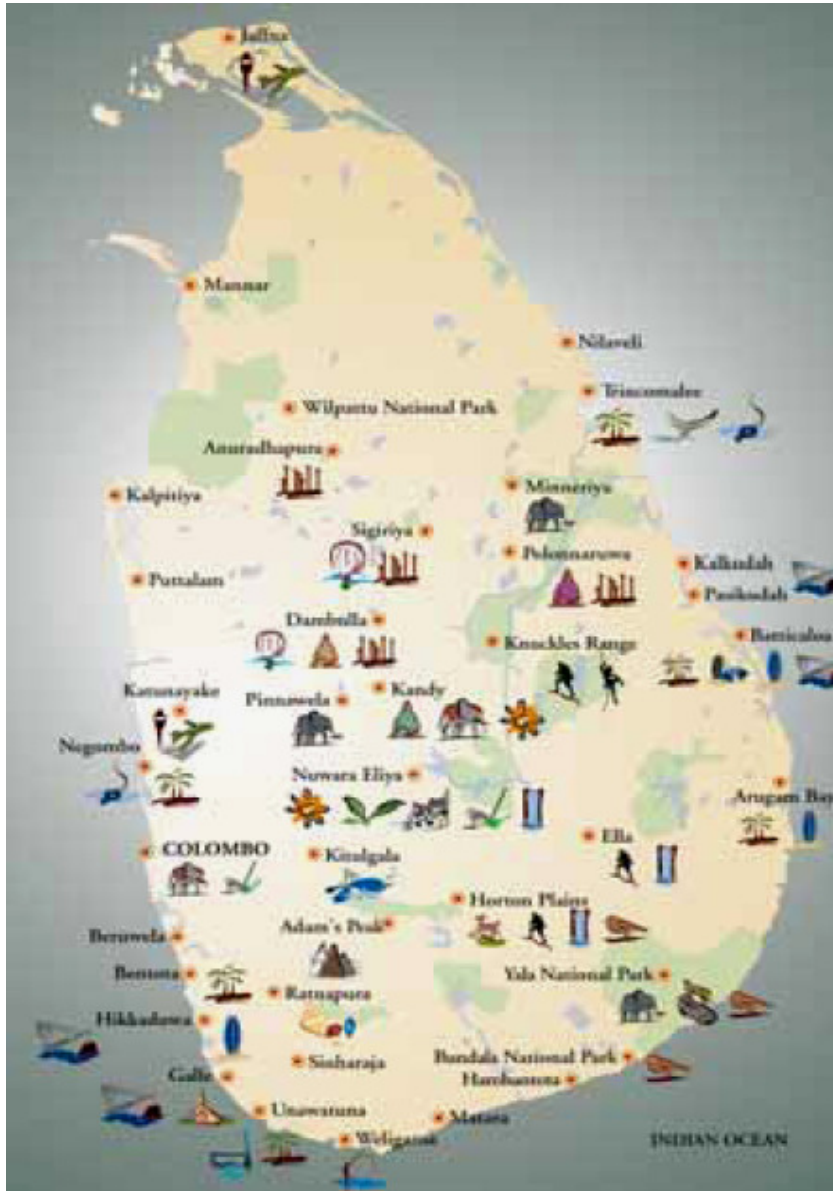 Jaffna
Mannar
Nilaveli
Trincomalee
Wilpattu National Park
Anuradhapura
Kalpitiya
Minneriya
Sigiriya
Polonnaruwa
Kalkudah
Puttalam
Pasikudah
Dambulla
Batticaloa
Knuckles Range
Katunayake
Pinnawela
Kandy
Negombo
Nuwara Eliya
Arugam Bay
Ella
COLOMBO
Kitulgala
Horton Plains
Adam's Peak
Beruwela
Bentota
Yala National Park
Ratnapura
Hikkaduwa
Bundala National Park
Sinharaja
Galle
Hambantota
Unawatuna
Matara
Weligama
INDIAN OCEAN